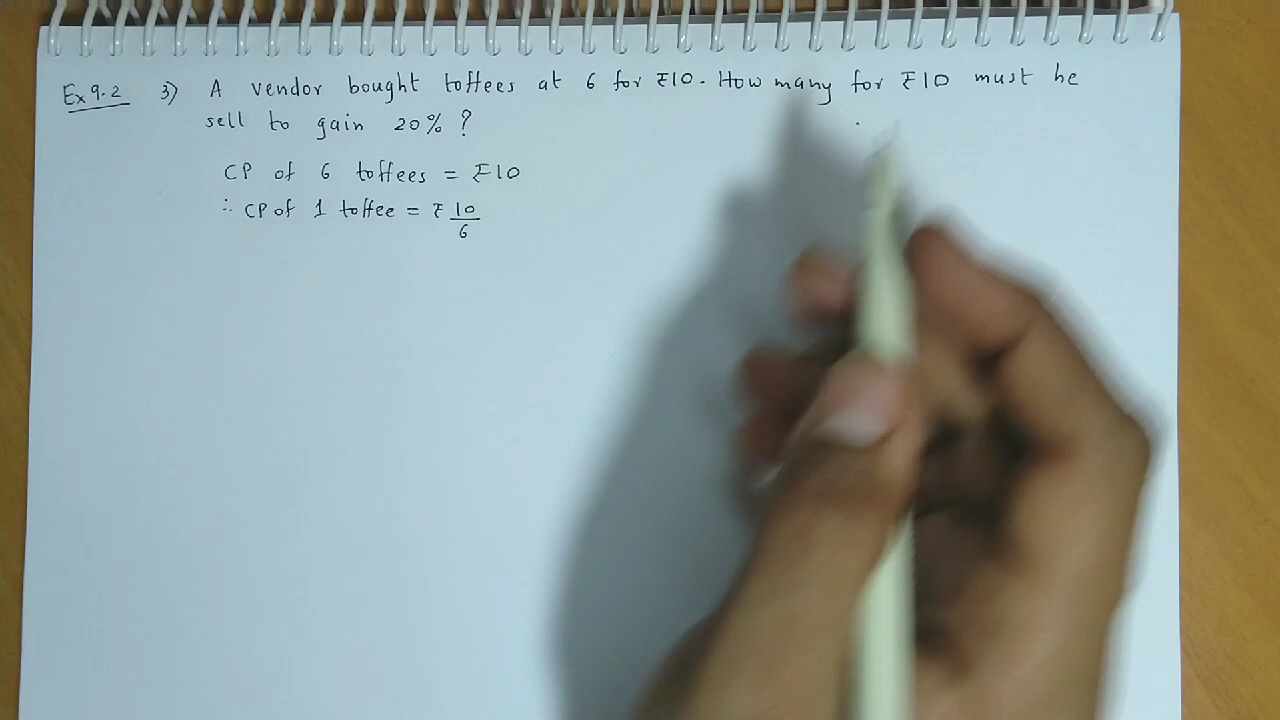 Ex 9.2 3) A vendor bought toffees at 6 for ₹10. How many for ₹10 must he
sell to gain 20% ?
CP of 6 toffees = ₹10
∴ CP of 1 toffee = ₹ 10/6